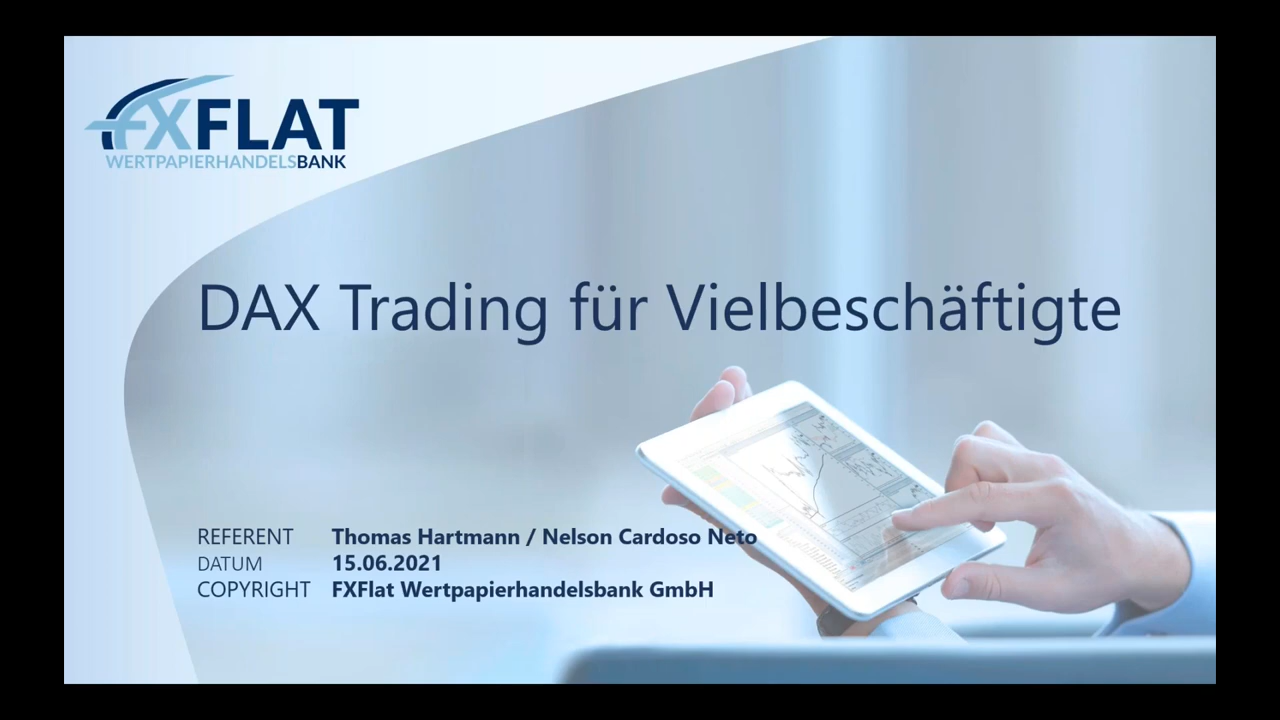 FXFLAT
WERTPAPIERHANDELSBANK
DAX Trading für Vielbeschäftigte
REFERENT Thomas Hartmann / Nelson Cardoso Neto
DATUM 15.06.2021
COPYRIGHT FXFlat Wertpapierhandelsbank GmbH